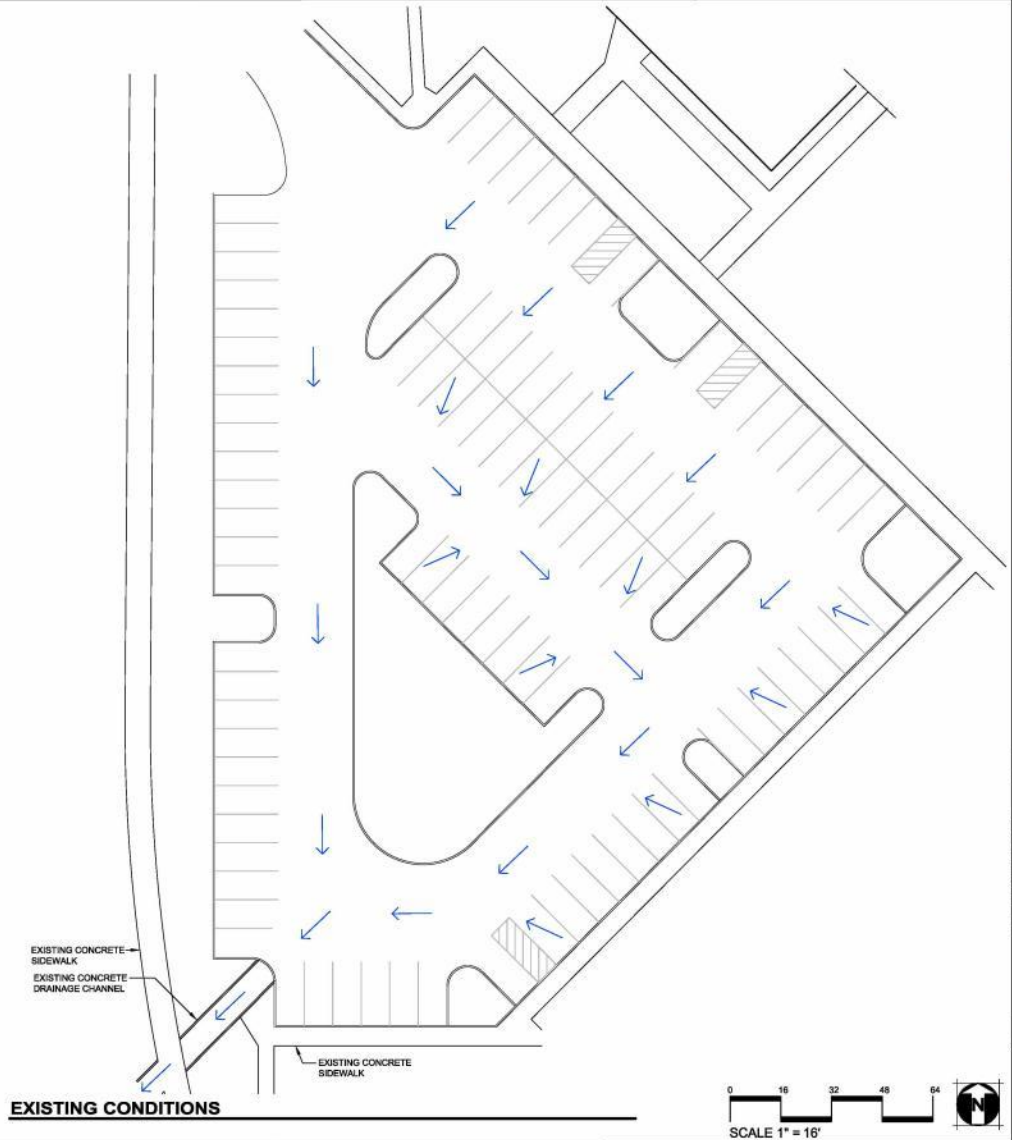 EXISTING CONCRETE
SIDEWALK
EXISTING CONCRETE
DRAINAGE CHANNEL
EXISTING CONCRETE
SIDEWALK
EXISTING CONDITIONS
0 16 32 48 64
SCALE 1" = 16'
N